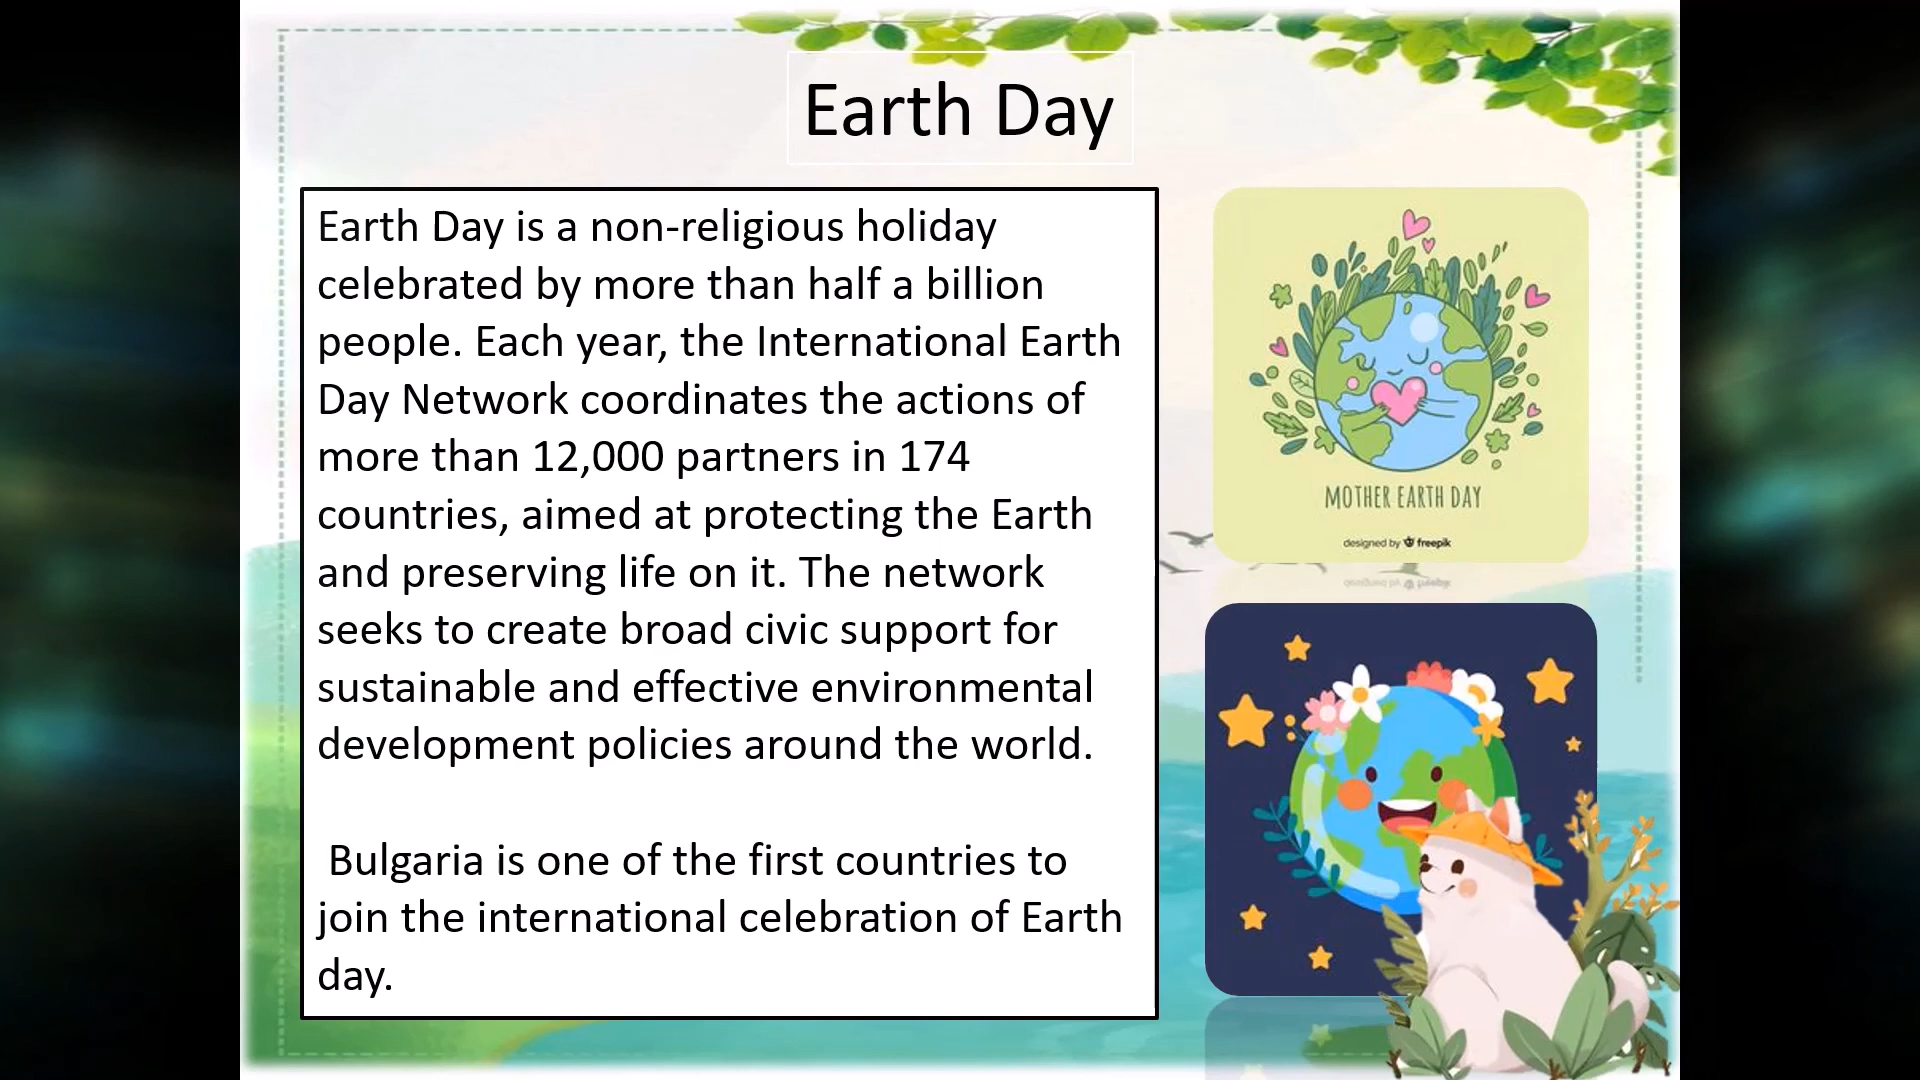 Earth Day
Earth Day is a non-religious holiday
celebrated by more than half a billion
people. Each year, the International Earth
Day Network coordinates the actions of
more than 12,000 partners in 174
countries, aimed at protecting the Earth
and preserving life on it. The network
seeks to create broad civic support for
sustainable and effective environmental
development policies around the world.
Bulgaria is one of the first countries to
join the international celebration of Earth
day.
MOTHER EARTH DAY
designed by freepik